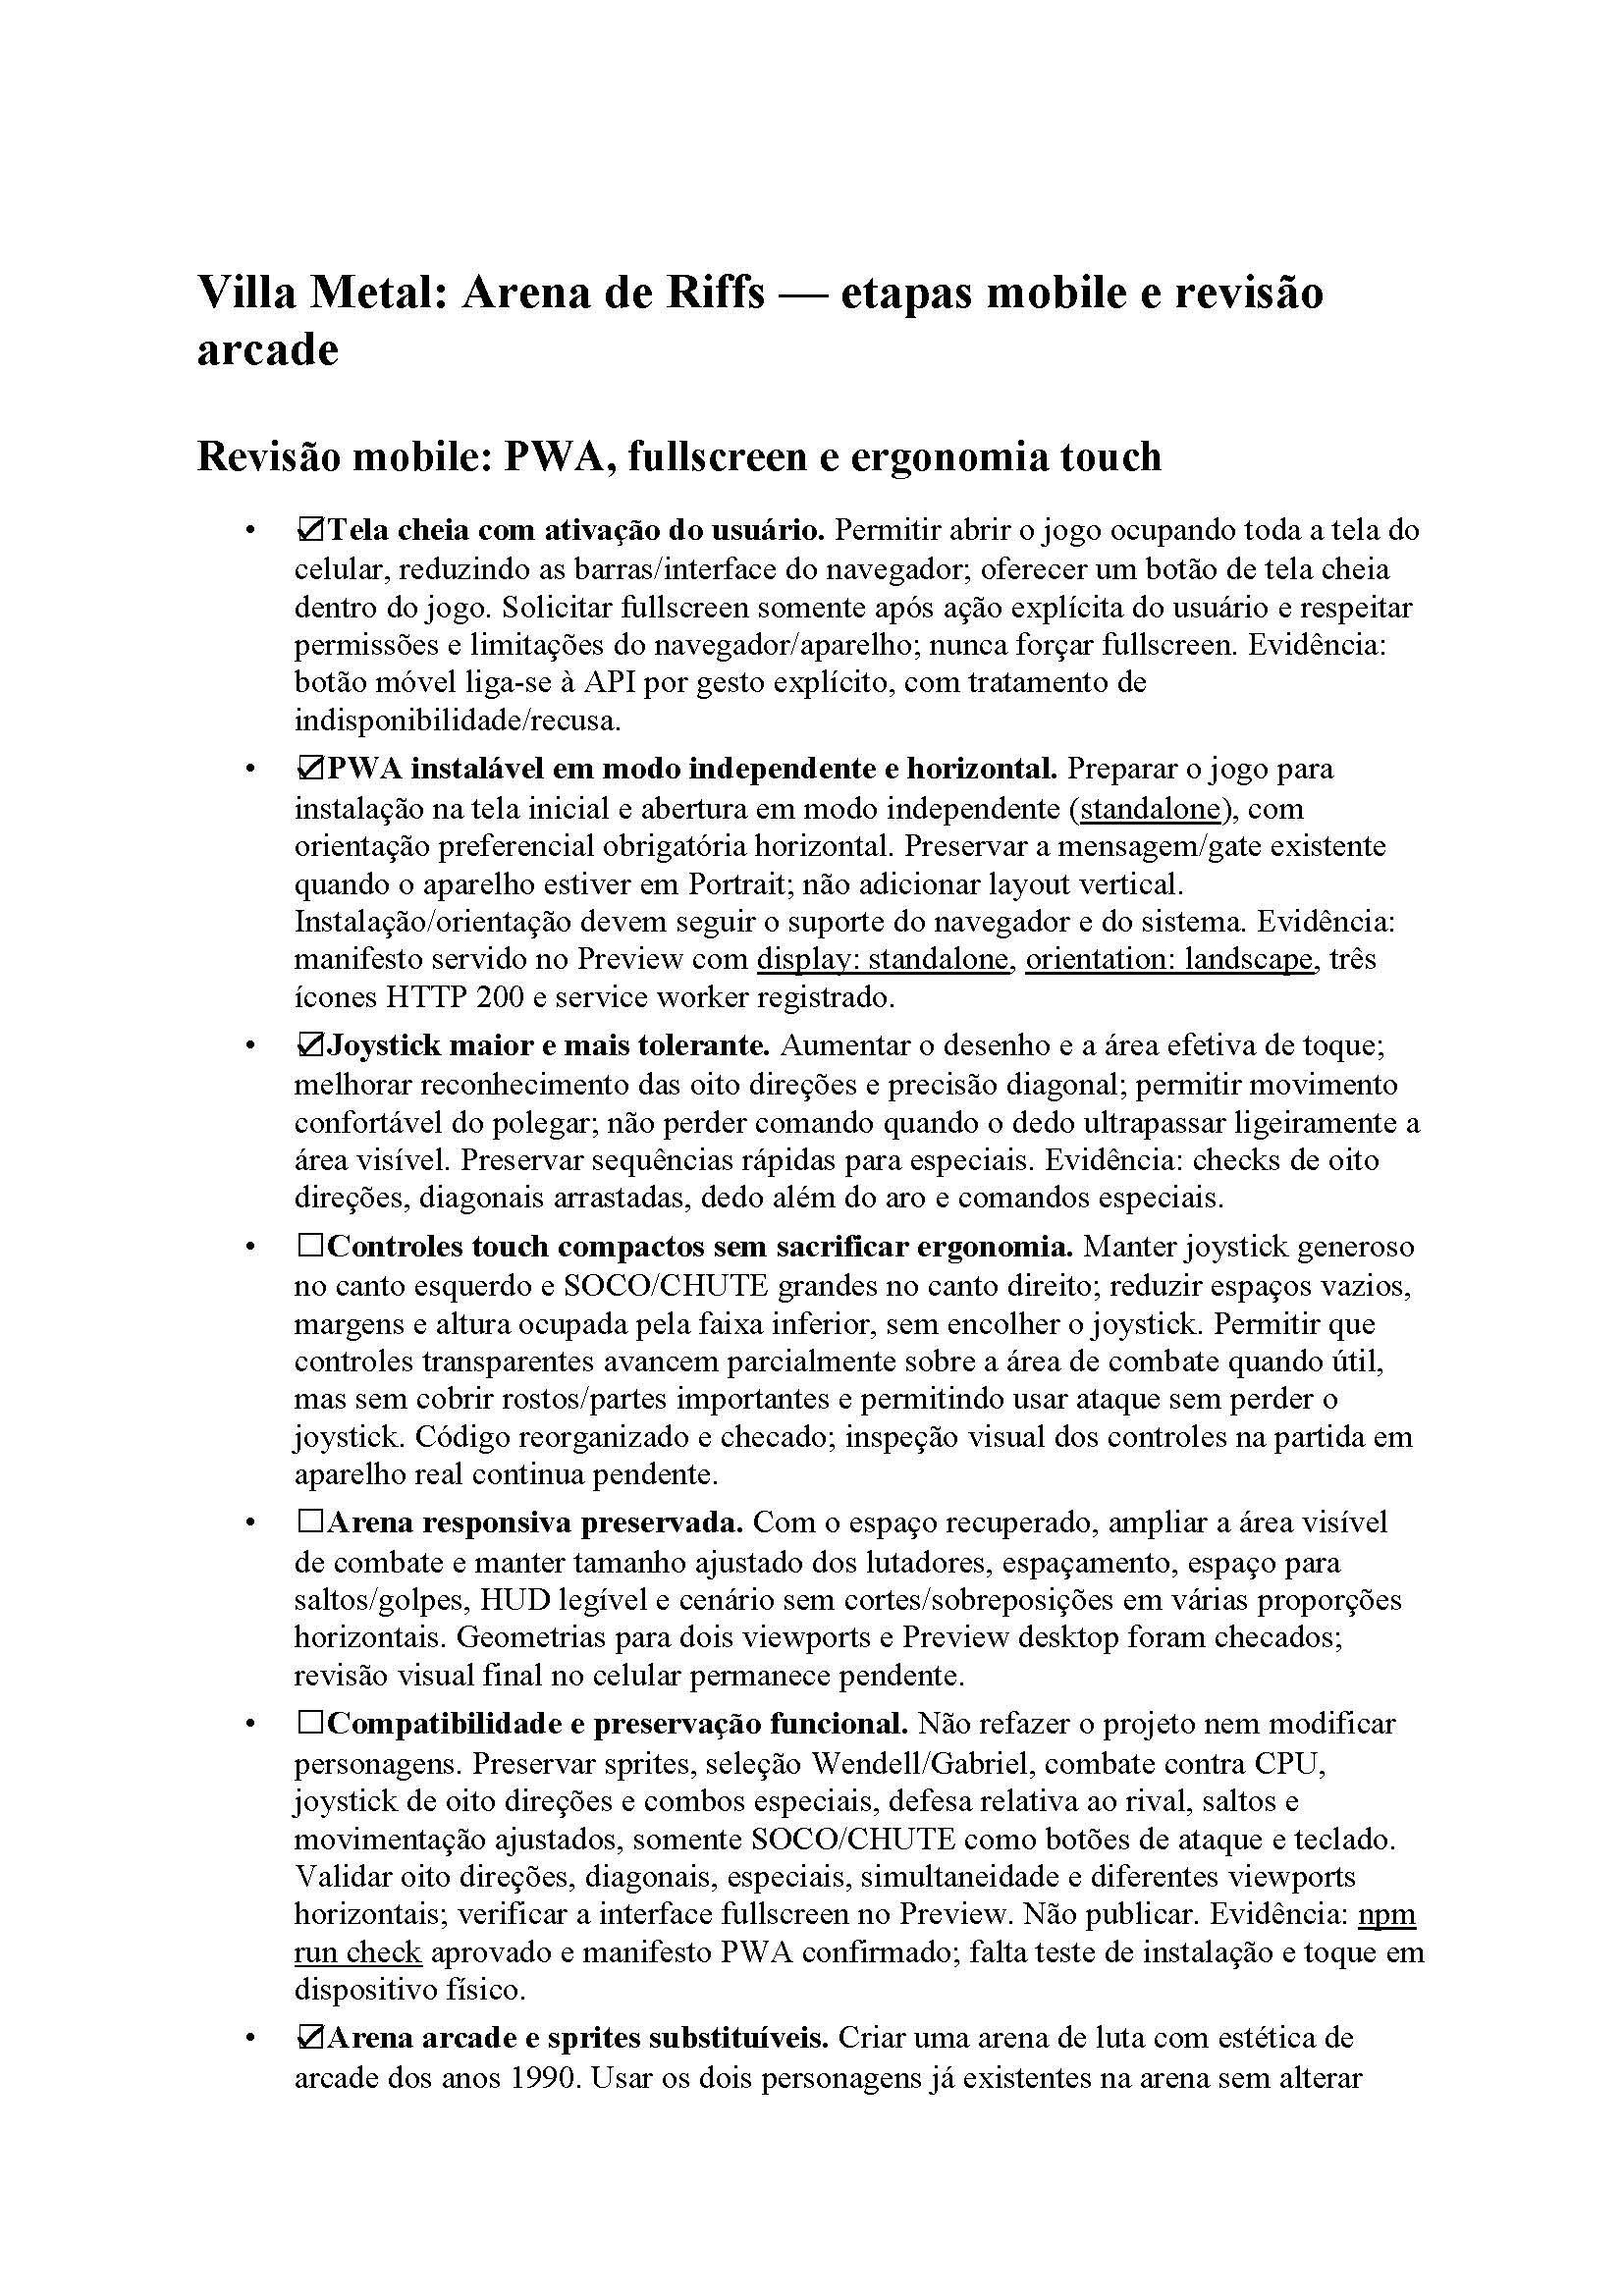 Villa Metal: Arena de Riffs — etapas mobile e revisão
arcade
Revisão mobile: PWA, fullscreen e ergonomia touch
• ☑Tela cheia com ativação do usuário. Permitir abrir o jogo ocupando toda a tela do
celular, reduzindo as barras/interface do navegador; oferecer um botão de tela cheia
dentro do jogo. Solicitar fullscreen somente após ação explícita do usuário e respeitar
permissões e limitações do navegador/aparelho; nunca forçar fullscreen. Evidência:
botão móvel liga-se à API por gesto explícito, com tratamento de
indisponibilidade/recusa.
• ☑PWA instalável em modo independente e horizontal. Preparar o jogo para
instalação na tela inicial e abertura em modo independente (standalone), com
orientação preferencial obrigatória horizontal. Preservar a mensagem/gate existente
quando o aparelho estiver em Portrait; não adicionar layout vertical.
Instalação/orientação devem seguir o suporte do navegador e do sistema. Evidência:
manifesto servido no Preview com display: standalone, orientation: landscape, três
ícones HTTP 200 e service worker registrado.
• ☑Joystick maior e mais tolerante. Aumentar o desenho e a área efetiva de toque;
melhorar reconhecimento das oito direções e precisão diagonal; permitir movimento
confortável do polegar; não perder comando quando o dedo ultrapassar ligeiramente a
área visível. Preservar sequências rápidas para especiais. Evidência: checks de oito
direções, diagonais arrastadas, dedo além do aro e comandos especiais.
• ☐Controles touch compactos sem sacrificar ergonomia. Manter joystick generoso
no canto esquerdo e SOCO/CHUTE grandes no canto direito; reduzir espaços vazios,
margens e altura ocupada pela faixa inferior, sem encolher o joystick. Permitir que
controles transparentes avancem parcialmente sobre a área de combate quando útil,
mas sem cobrir rostos/partes importantes e permitindo usar ataque sem perder o
joystick. Código reorganizado e checado; inspeção visual dos controles na partida em
aparelho real continua pendente.
• ☐Arena responsiva preservada. Com o espaço recuperado, ampliar a área visível
de combate e manter tamanho ajustado dos lutadores, espaçamento, espaço para
saltos/golpes, HUD legível e cenário sem cortes/sobreposições em várias proporções
horizontais. Geometrias para dois viewports e Preview desktop foram checados;
revisão visual final no celular permanece pendente.
• ☐Compatibilidade e preservação funcional. Não refazer o projeto nem modificar
personagens. Preservar sprites, seleção Wendell/Gabriel, combate contra CPU,
joystick de oito direções e combos especiais, defesa relativa ao rival, saltos e
movimentação ajustados, somente SOCO/CHUTE como botões de ataque e teclado.
Validar oito direções, diagonais, especiais, simultaneidade e diferentes viewports
horizontais; verificar a interface fullscreen no Preview. Não publicar. Evidência: npm
run check aprovado e manifesto PWA confirmado; falta teste de instalação e toque em
dispositivo físico.
• ☑Arena arcade e sprites substituíveis. Criar uma arena de luta com estética de
arcade dos anos 1990. Usar os dois personagens já existentes na arena sem alterar